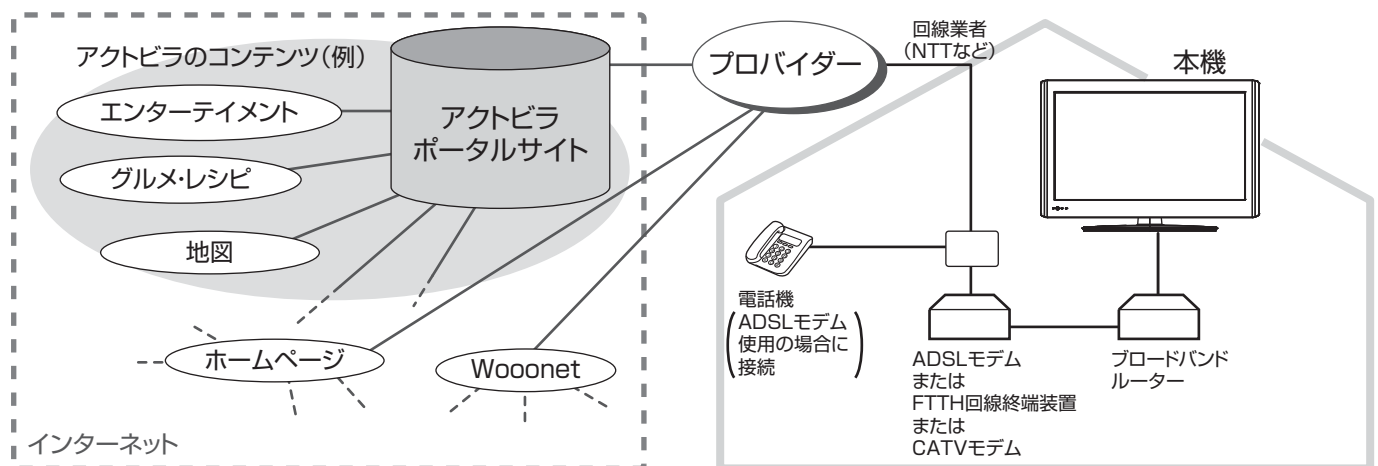 アクトビラのコンテンツ(例)
エンターテイメント
グルメ・レシピ
地図
アクトビラ
ポータルサイト
ホームページ
Wooonet
インターネット
プロバイダー
回線業者
(NTTなど)
本機
電話機
(ADSLモデム
使用の場合に
接続)
ADSLモデム
または
FTTH回線終端装置
または
CATVモデム
ブロードバンド
ルーター